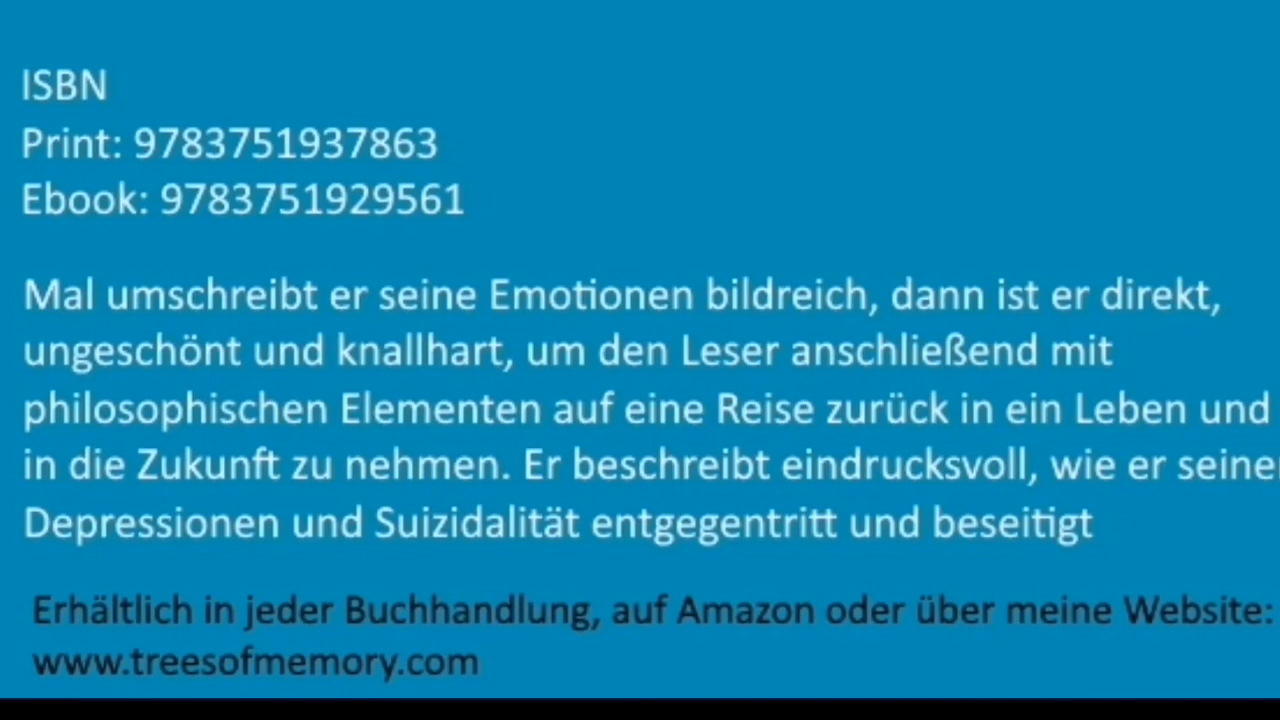 ISBN
Print: 9783751937863
Ebook: 9783751929561
Mal umschreibt er seine Emotionen bildreich, dann ist er direkt,
ungeschönt und knallhart, um den Leser anschließend mit
philosophischen Elementen auf eine Reise zurück in ein Leben und
in die Zukunft zu nehmen. Er beschreibt eindrucksvoll, wie er seine
Depressionen und Suizidalität entgegentritt und beseitigt
Erhältlich in jeder Buchhandlung, auf Amazon oder über meine Website:
www.treesofmemory.com